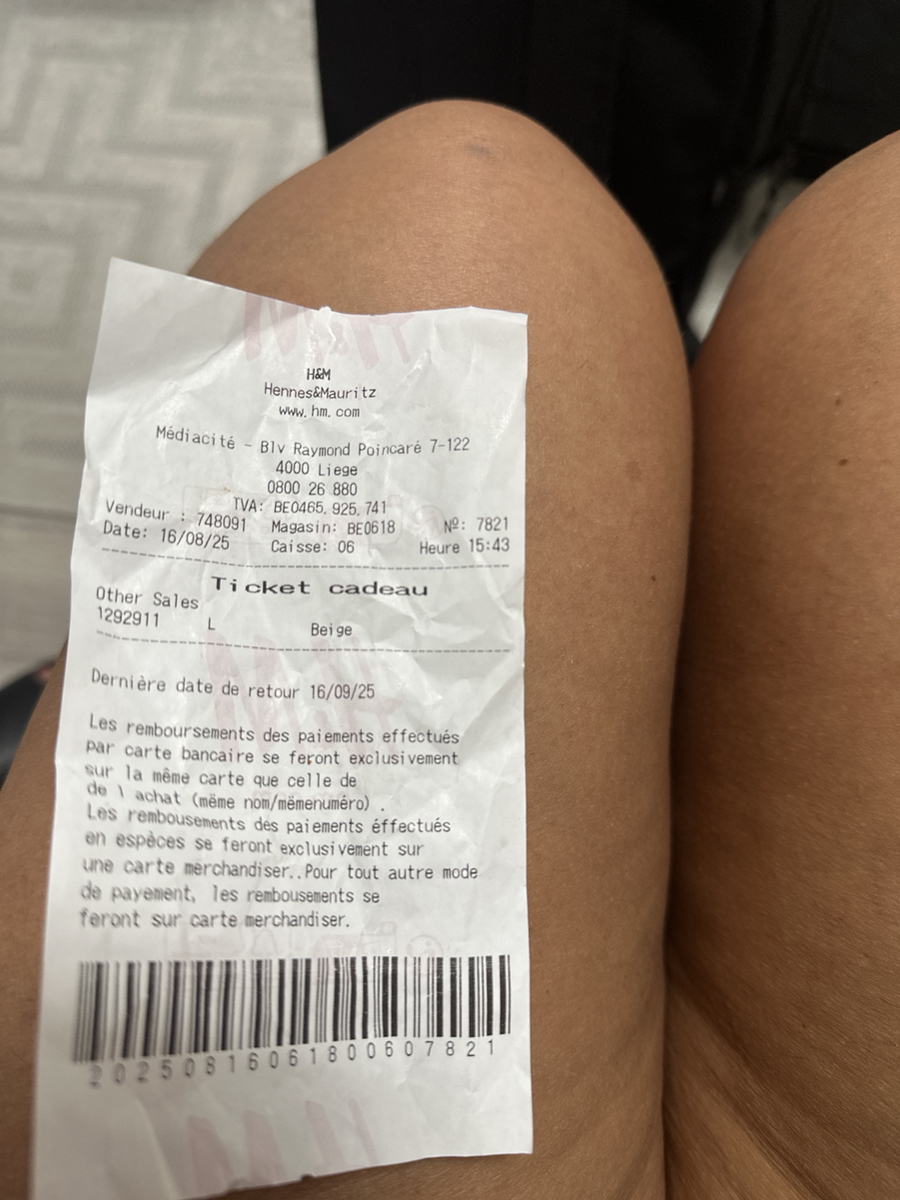 H&M
Hennes&Mauritz
www.hm.com
Médiacité - Blv Raymond Poincaré 7-122
4000 Liege
0800 26 880
TVA: BE0465.925.741
Vendeur : 748091 Magasin: BE0618 Nº: 7821
Date: 16/08/25 Caisse: 06 Heure 15:43
Ticket cadeau
Other Sales
1292911 L Beige
Dernière date de retour 16/09/25
Les remboursements des paiements effectués
par carte bancaire se feront exclusivement
sur la même carte que celle de
de l achat (mëme nom/mëmenuméro) .
Les rembousements des paiements éffectués
en espèces se feront exclusivement sur
une carte merchandiser..Pour tout autre mode
de payement, les rembousements se
feront sur carte merchandiser.
20250816061800607821